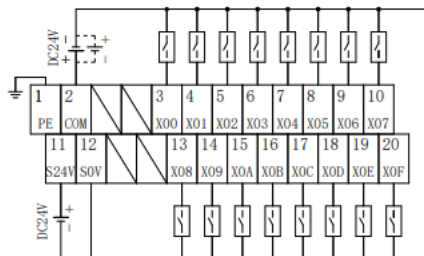 DC24V
- +
+ -
1 2 3 4 5 6 7 8 9 10
PE COM X00 X01 X02 X03 X04 X05 X06 X07
11 12 13 14 15 16 17 18 19 20
S24V S0V X08 X09 X0A X0B X0C X0D X0E X0F
DC24V
+
-